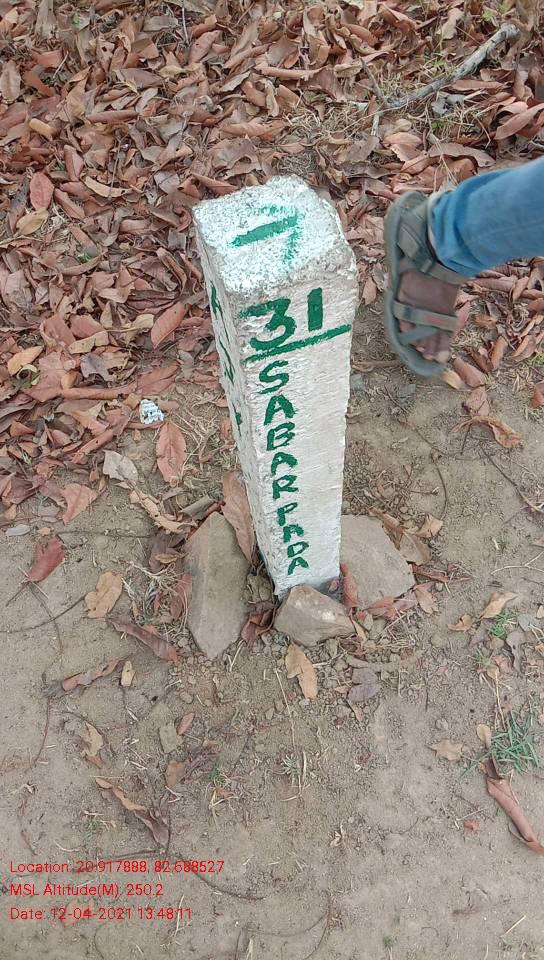 7
31
SABARPADA
Location: 20.917888, 82.688527
MSL Altitude(M): 250.2
Date: 12-04-2021 13:48:11